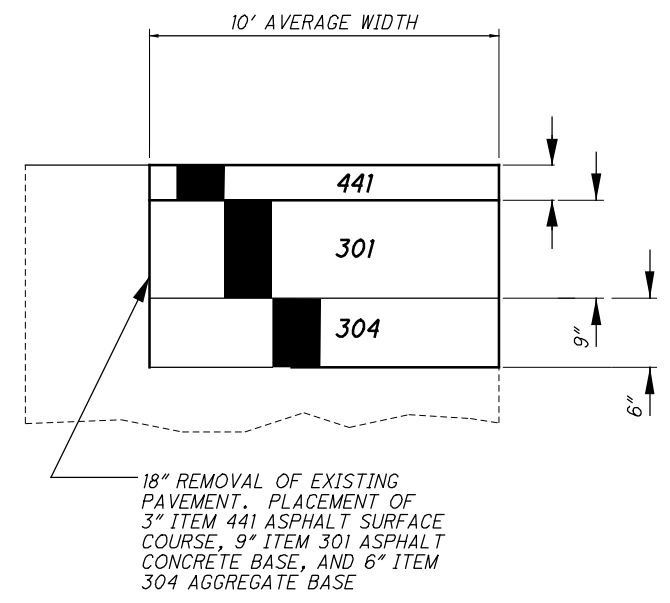 10' AVERAGE WIDTH
441
301
304
9"
6"
18" REMOVAL OF EXISTING
PAVEMENT. PLACEMENT OF
3" ITEM 441 ASPHALT SURFACE
COURSE, 9" ITEM 301 ASPHALT
CONCRETE BASE, AND 6" ITEM
304 AGGREGATE BASE